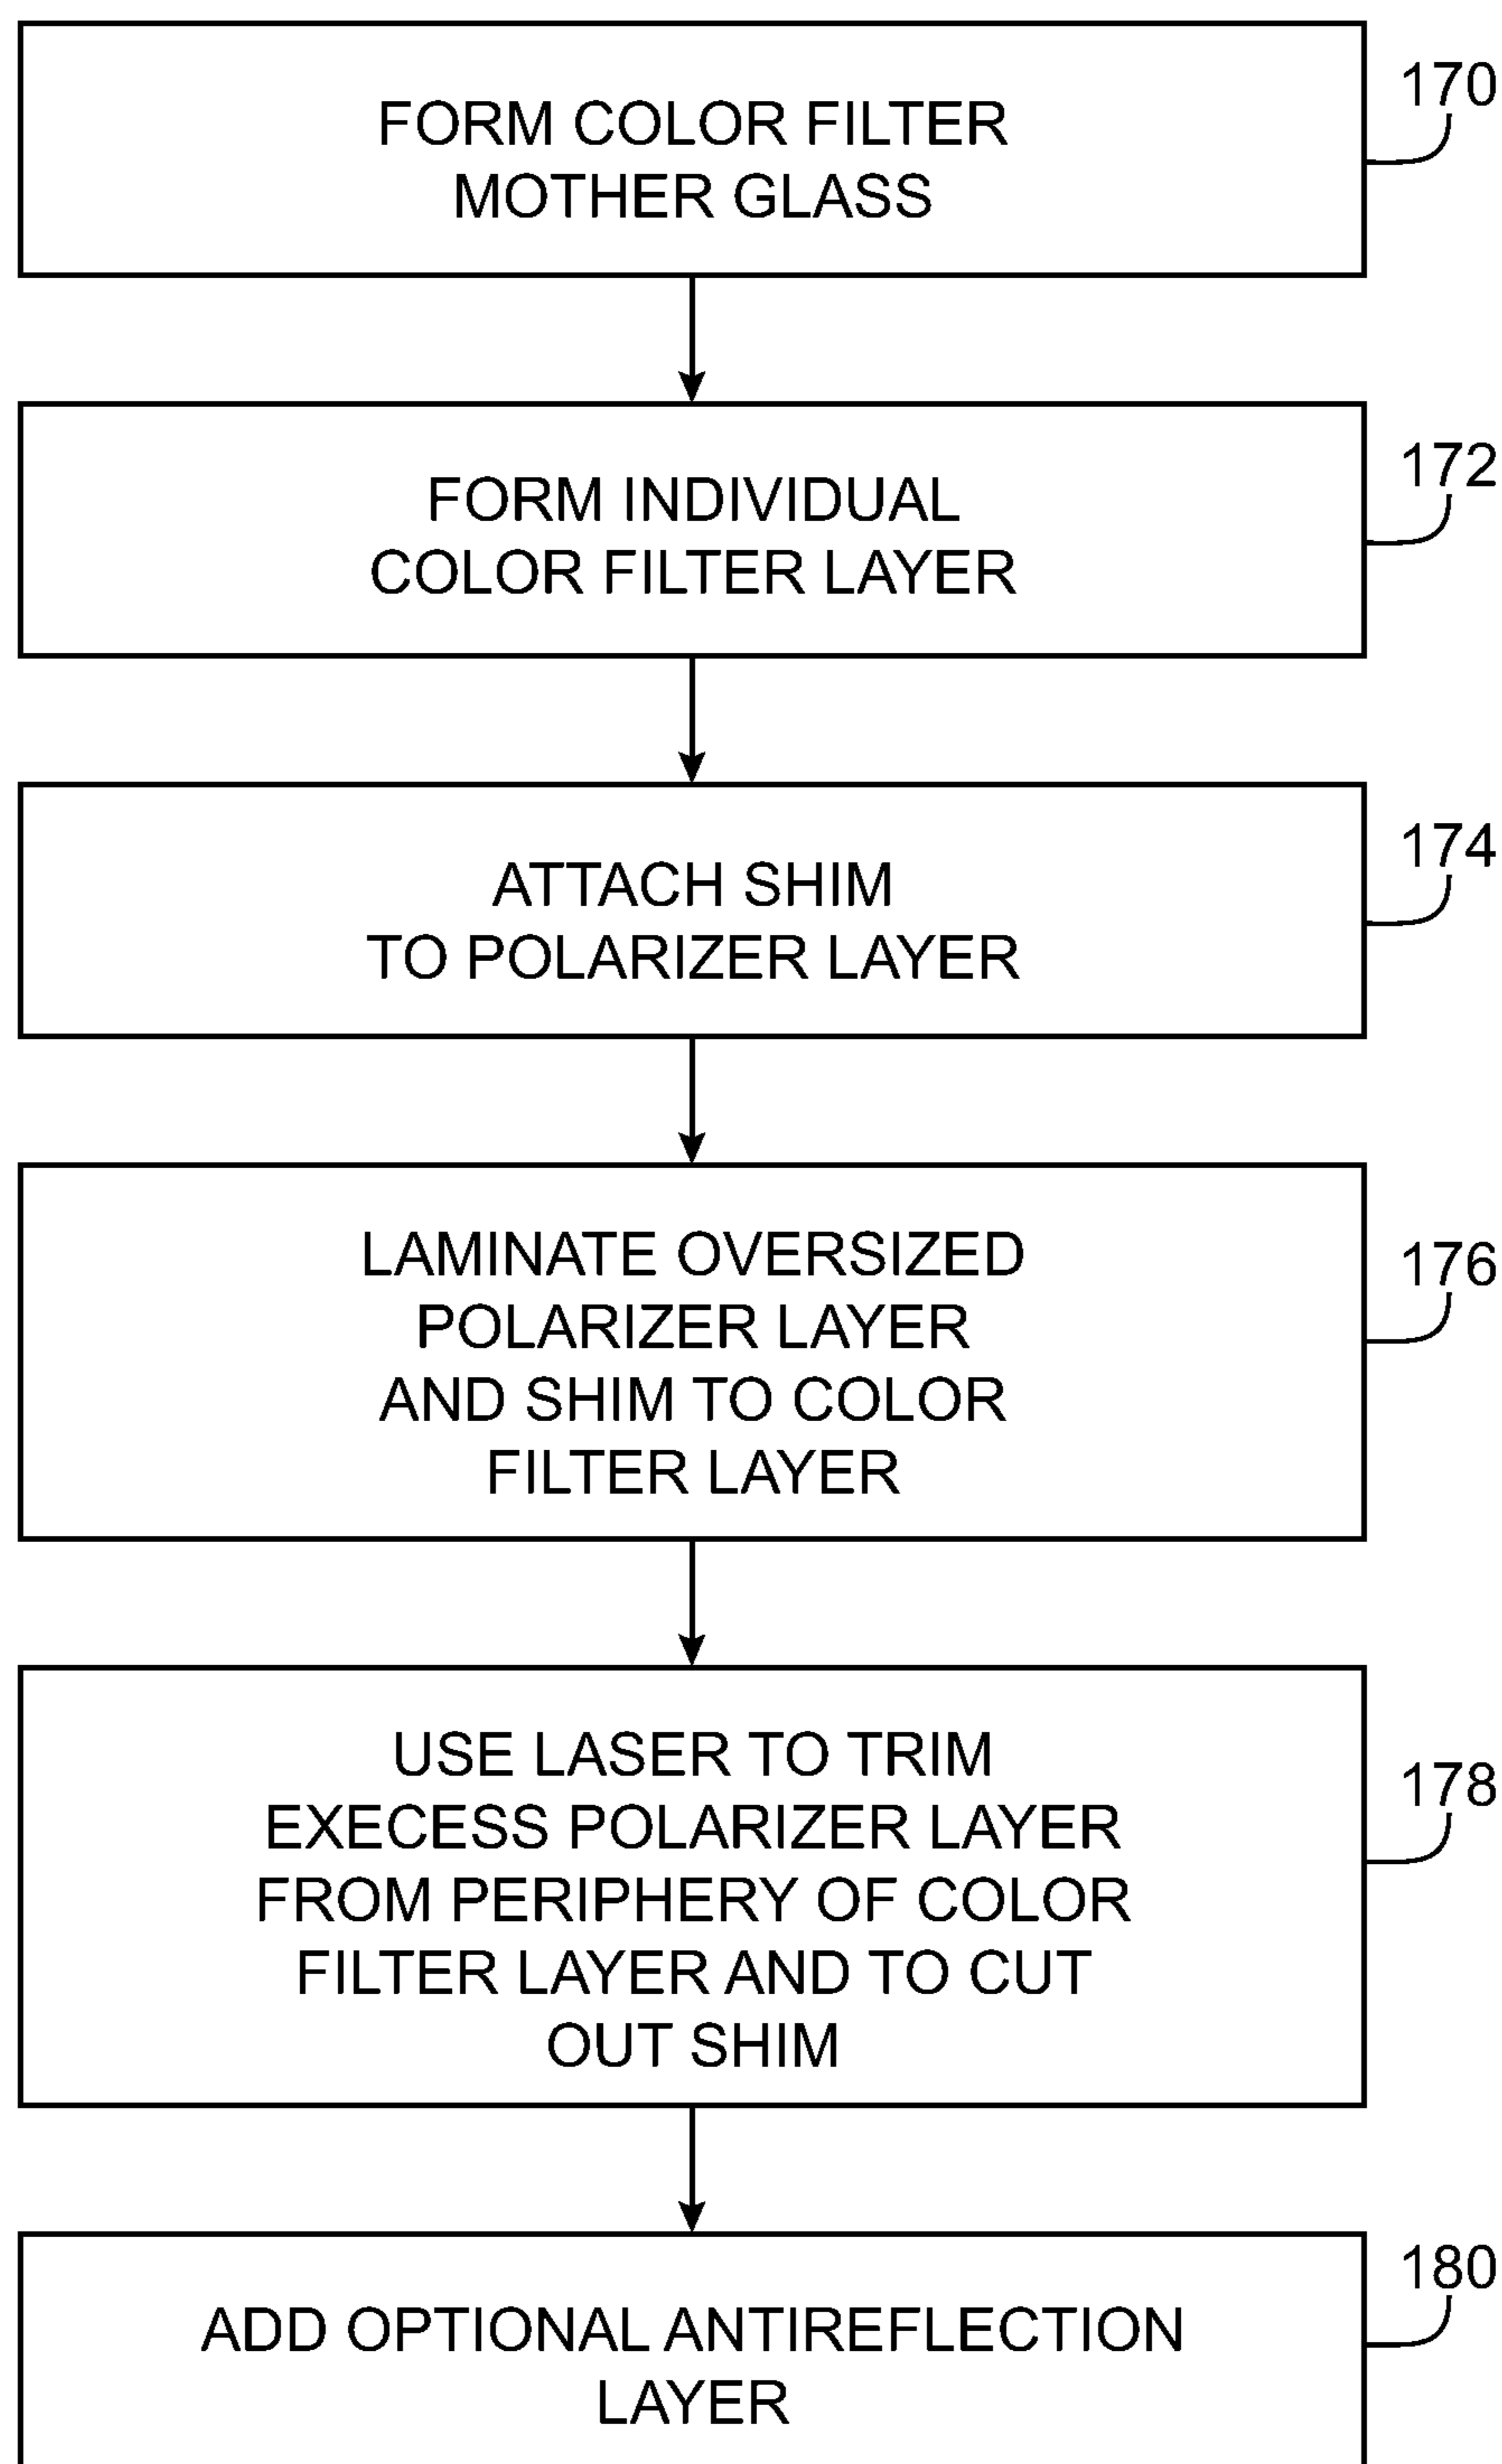 FORM COLOR FILTER
MOTHER GLASS
170
FORM INDIVIDUAL
COLOR FILTER LAYER
172
ATTACH SHIM
TO POLARIZER LAYER
174
LAMINATE OVERSIZED
POLARIZER LAYER
AND SHIM TO COLOR
FILTER LAYER
176
USE LASER TO TRIM
EXECESS POLARIZER LAYER
FROM PERIPHERY OF COLOR
FILTER LAYER AND TO CUT
OUT SHIM
178
ADD OPTIONAL ANTIREFLECTION
LAYER
180